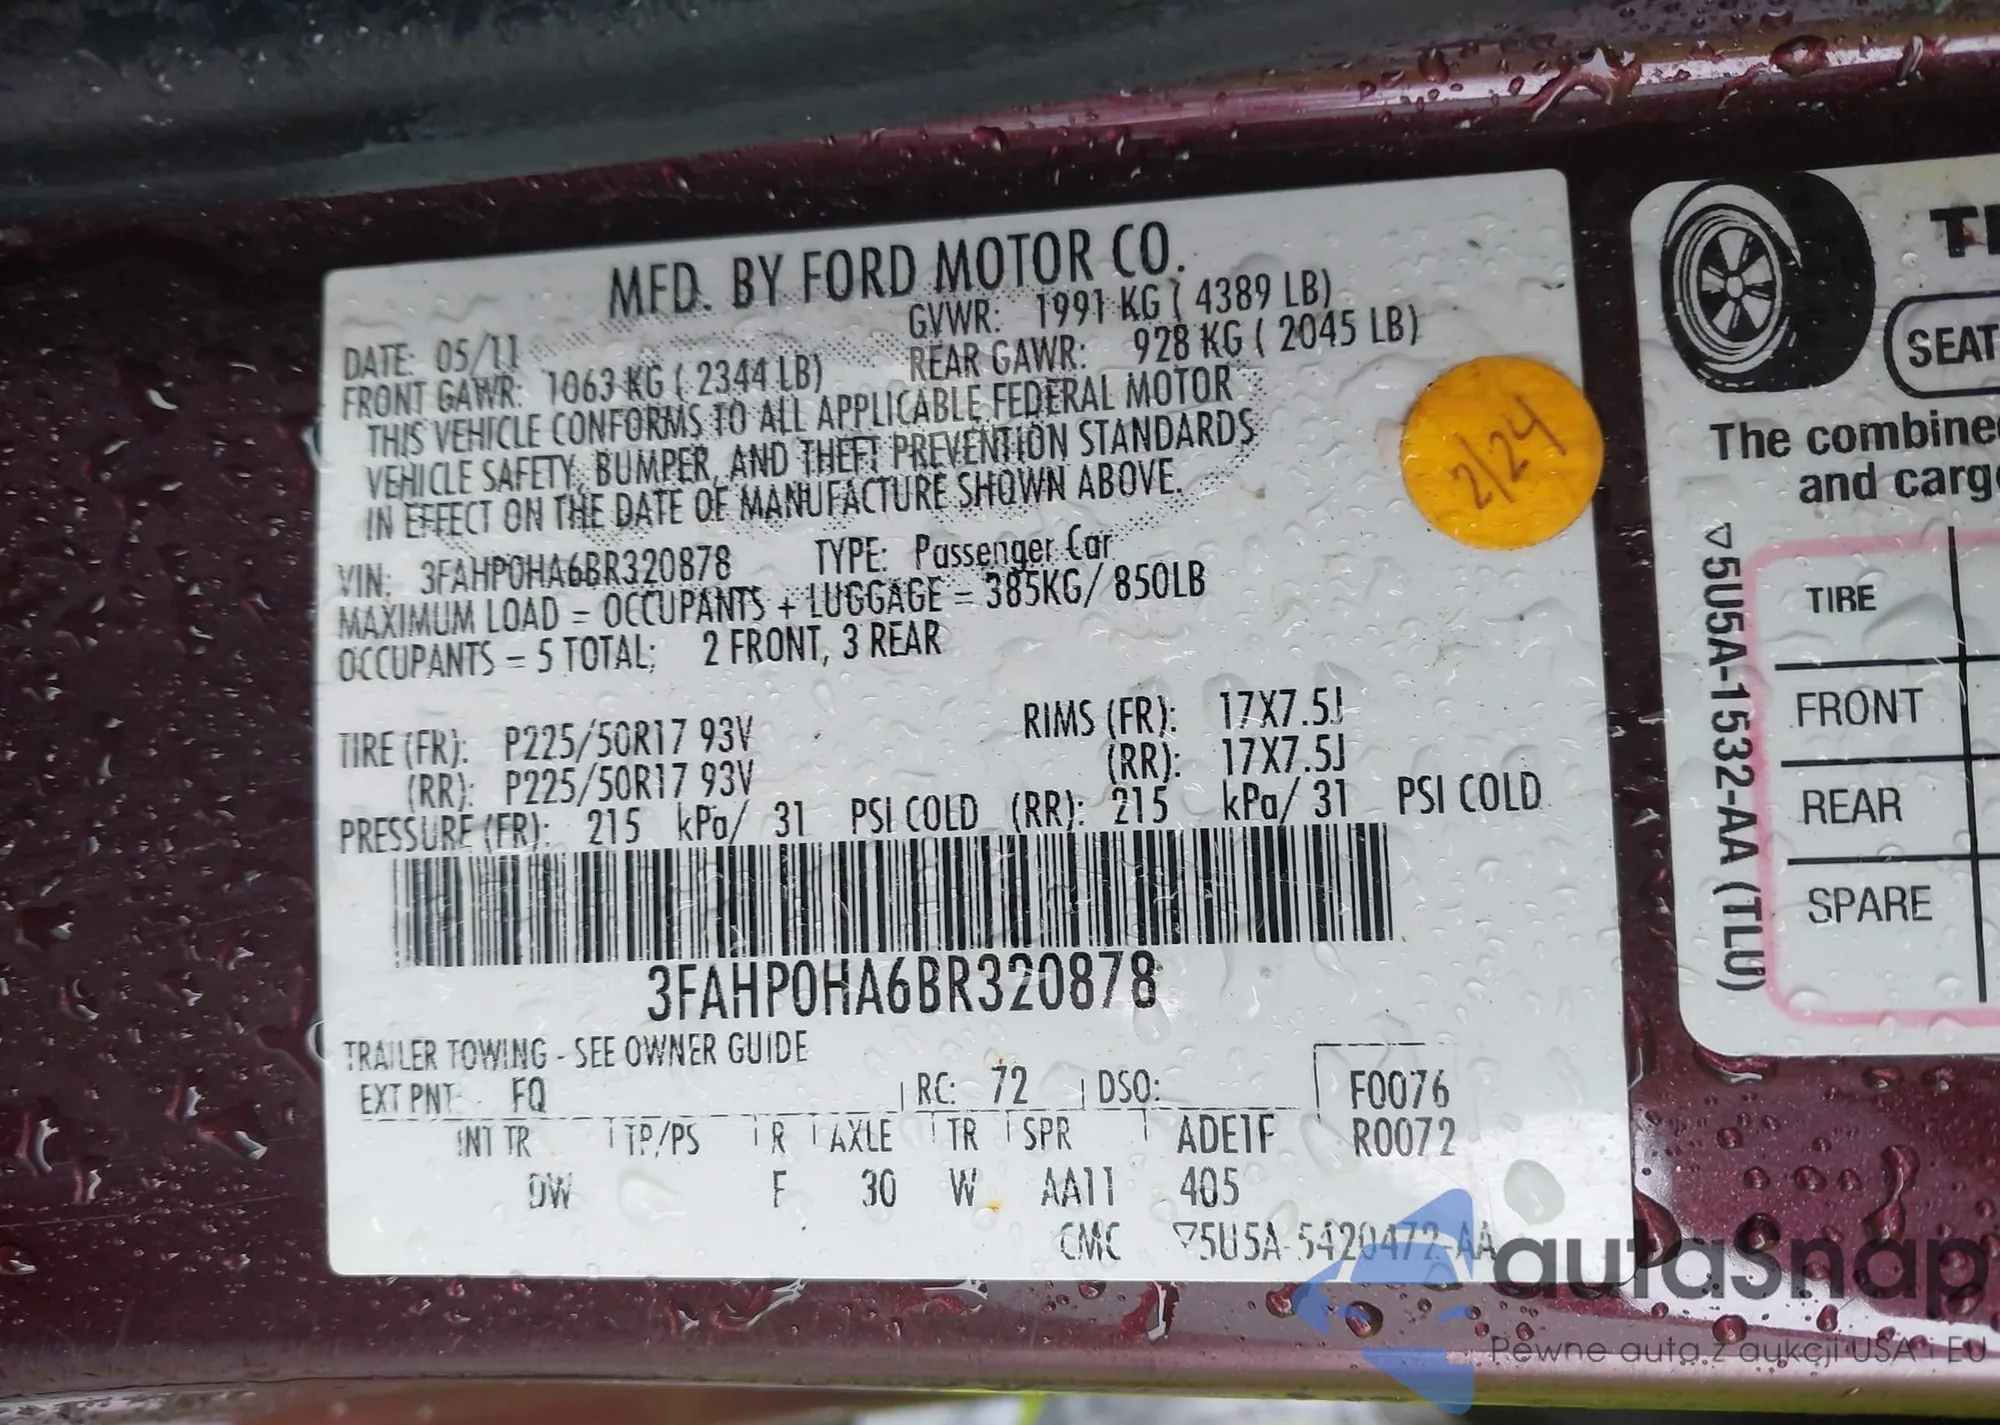 MFD. BY FORD MOTOR CO.
DATE: 05/11 GVWR: 1991 KG ( 4389 LB)
FRONT GAWR: 1063 KG ( 2344 LB) REAR GAWR: 928 KG ( 2045 LB)
THIS VEHICLE CONFORMS TO ALL APPLICABLE FEDERAL MOTOR
VEHICLE SAFETY, BUMPER, AND THEFT PREVENTION STANDARDS
IN EFFECT ON THE DATE OF MANUFACTURE SHOWN ABOVE.
VIN: 3FAHP0HA6BR320878 TYPE: Passenger Car
MAXIMUM LOAD = OCCUPANTS + LUGGAGE = 385KG/ 850LB
OCCUPANTS = 5 TOTAL; 2 FRONT, 3 REAR
TIRE (FR): P225/50R17 93V RIMS (FR): 17X7.5J
(RR): P225/50R17 93V (RR): 17X7.5J
PRESSURE (FR): 215 kPa/ 31 PSI COLD (RR): 215 kPa/ 31 PSI COLD
3FAHP0HA6BR320878
TRAILER TOWING - SEE OWNER GUIDE
EXT PNT: FQ RC: 72 DSO: F0076
INT TR TP/PS R AXLE TR SPR ADE1F R0072
DW F 30 W AA11 405
CMC ▽5U5A-5420472-AA
2/24
SEAT
The combined
and cargo
▽5U5A-1532-AA (TLU)
TIRE
FRONT
REAR
SPARE
autaSnap
Pewne auta z aukcji USA i EU